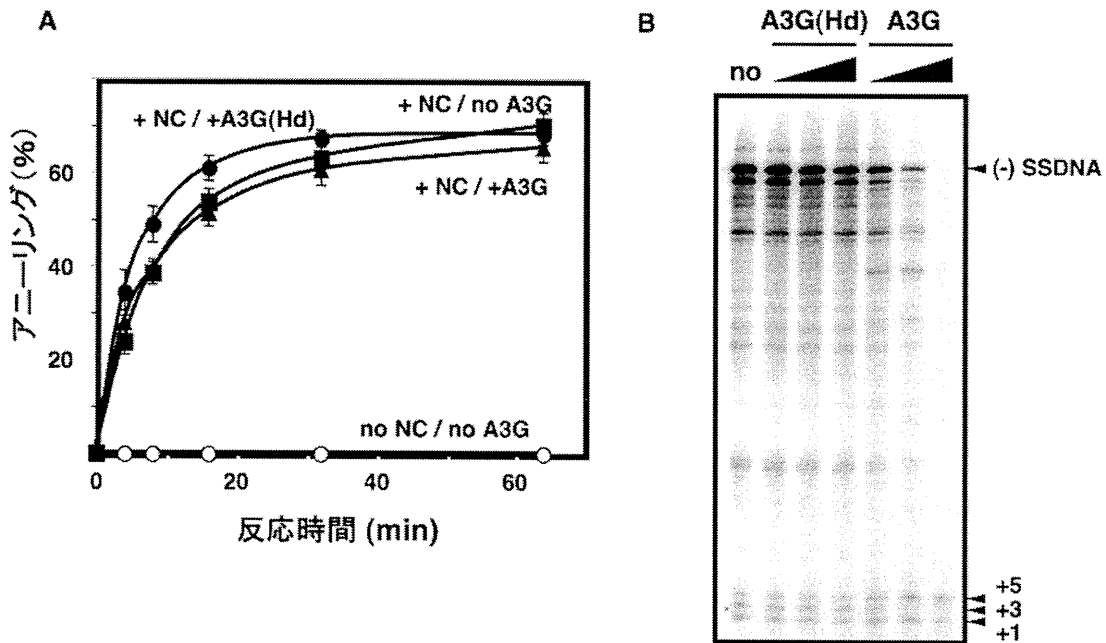 A
+ NC / +A3G(Hd)
+ NC / no A3G
+ NC / +A3G
no NC / no A3G
アニーリング (%)
60
40
20
0
20
40
60
反応時間 (min)
B
A3G(Hd)
A3G
no
(-) SSDNA
+5
+3
+1